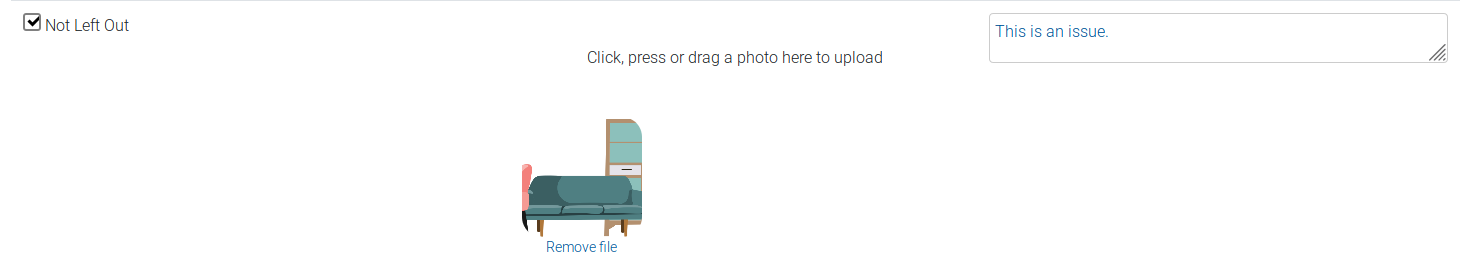 Not Left Out
This is an issue.
Click, press or drag a photo here to upload
Remove file